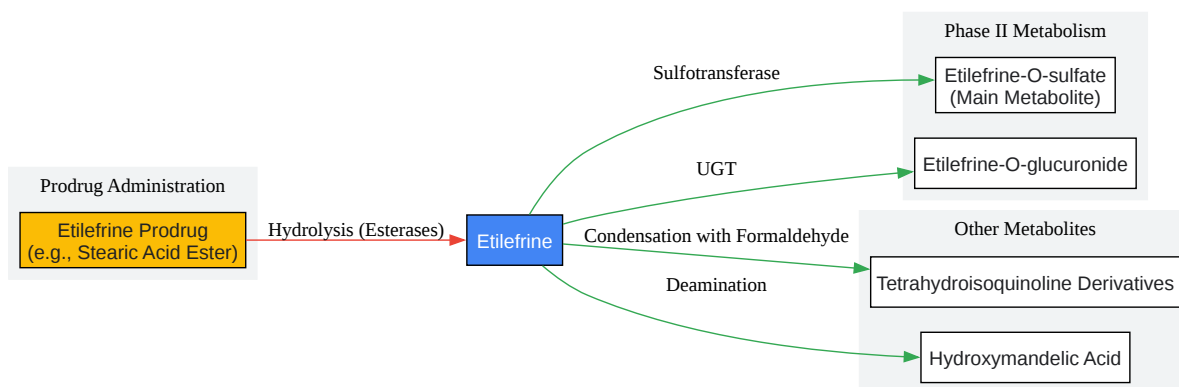 Prodrug Administration
Etilefrine Prodrug
(e.g., Stearic Acid Ester)
Hydrolysis (Esterases)
Etilefrine
Sulfotransferase
UGT
Condensation with Formaldehyde
Deamination
Phase II Metabolism
Etilefrine-O-sulfate
(Main Metabolite)
Etilefrine-O-glucuronide
Other Metabolites
Tetrahydroisoquinoline Derivatives
Hydroxymandelic Acid